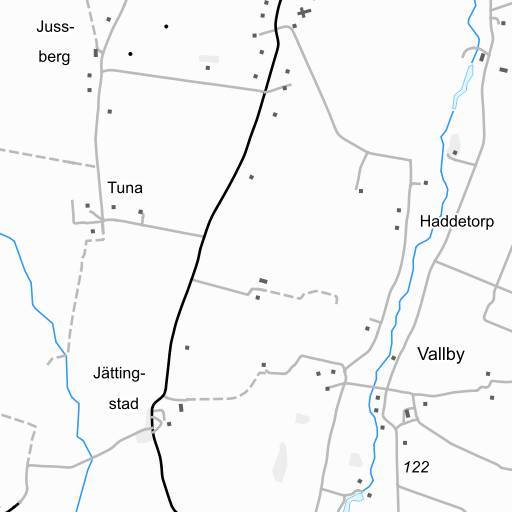 Juss-
berg
Tuna
Haddetorp
Vallby
Jätting-
stad
122